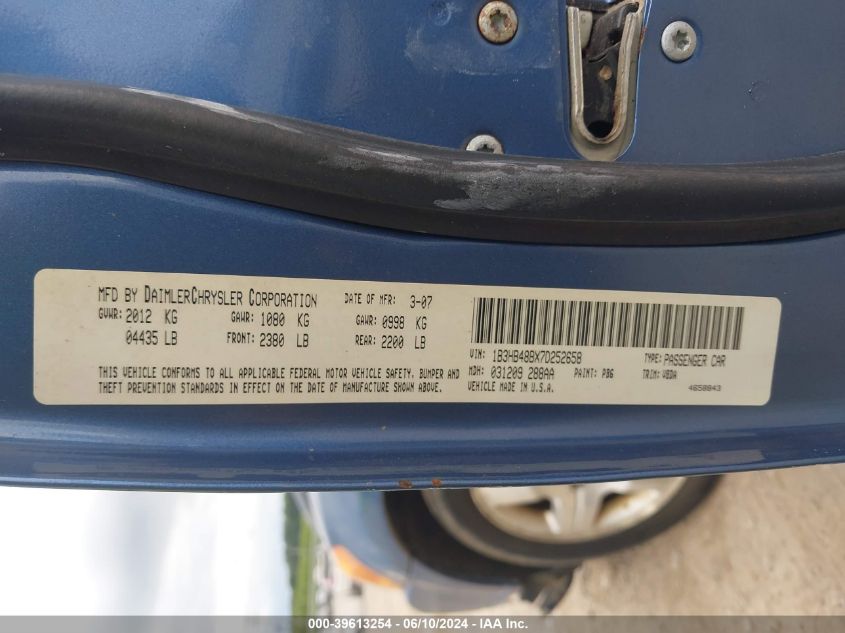 MFD BY DAIMLERCHRYSLER CORPORATION DATE OF MFR: 3-07
GVWR: 2012 KG GAWR: 1080 KG GAWR: 0998 KG
04435 LB FRONT: 2380 LB REAR: 2200 LB
THIS VEHICLE CONFORMS TO ALL APPLICABLE FEDERAL MOTOR VEHICLE SAFETY, BUMPER AND
THEFT PREVENTION STANDARDS IN EFFECT ON THE DATE OF MANUFACTURE SHOWN ABOVE.
VIN: 1B3HB48BX7D252658 TYPE: PASSENGER CAR
MDH: 031209 288AA PAINT: PBG TRIM: VBDA
VEHICLE MADE IN U.S.A. 4658843
000-39613254 - 06/10/2024 - IAA Inc.